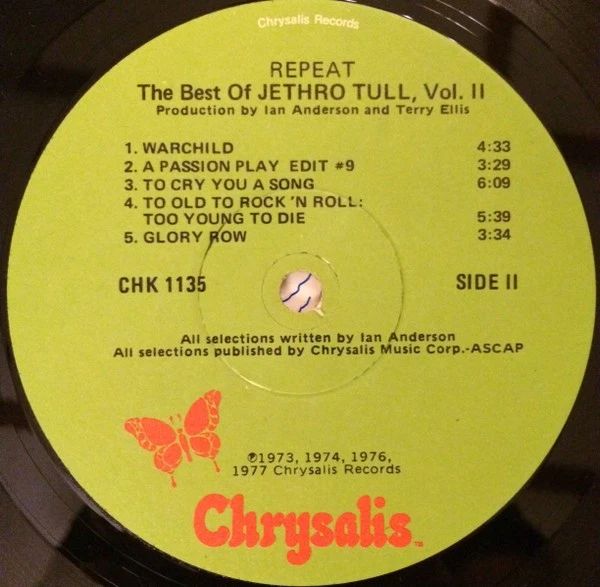 Chrysalis Records
REPEAT
The Best Of JETHRO TULL, Vol. II
Production by Ian Anderson and Terry Ellis
1. WARCHILD 4:33
2. A PASSION PLAY EDIT #9 3:29
3. TO CRY YOU A SONG 6:09
4. TO OLD TO ROCK 'N ROLL:
TOO YOUNG TO DIE 5:39
5. GLORY ROW 3:34
CHK 1135 SIDE II
All selections written by Ian Anderson
All selections published by Chrysalis Music Corp.-ASCAP
℗1973, 1974, 1976,
1977 Chrysalis Records
Chrysalis TM